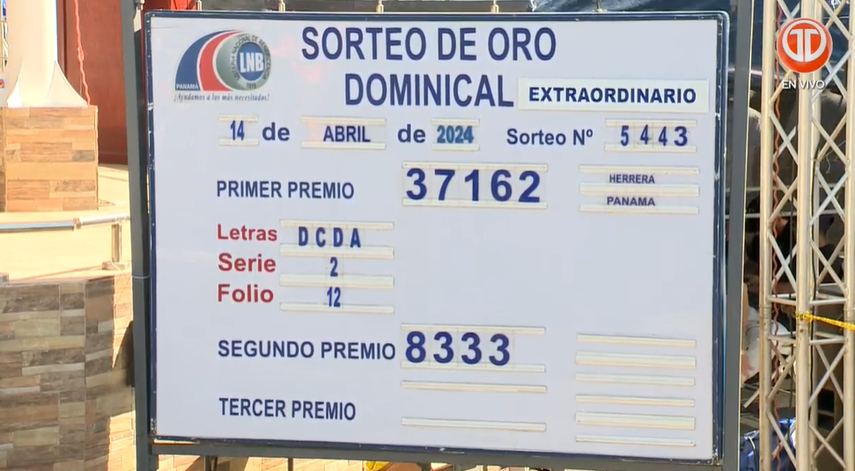 SORTEO DE ORO
DOMINICAL EXTRAORDINARIO
LNB
PANAMA
¡Ayudamos a los más necesitados!
EN VIVO
14 de ABRIL de 2024 Sorteo Nº 5443
PRIMER PREMIO 37162 HERRERA
PANAMA
Letras DCDA
Serie 2
Folio 12
SEGUNDO PREMIO 8333
TERCER PREMIO